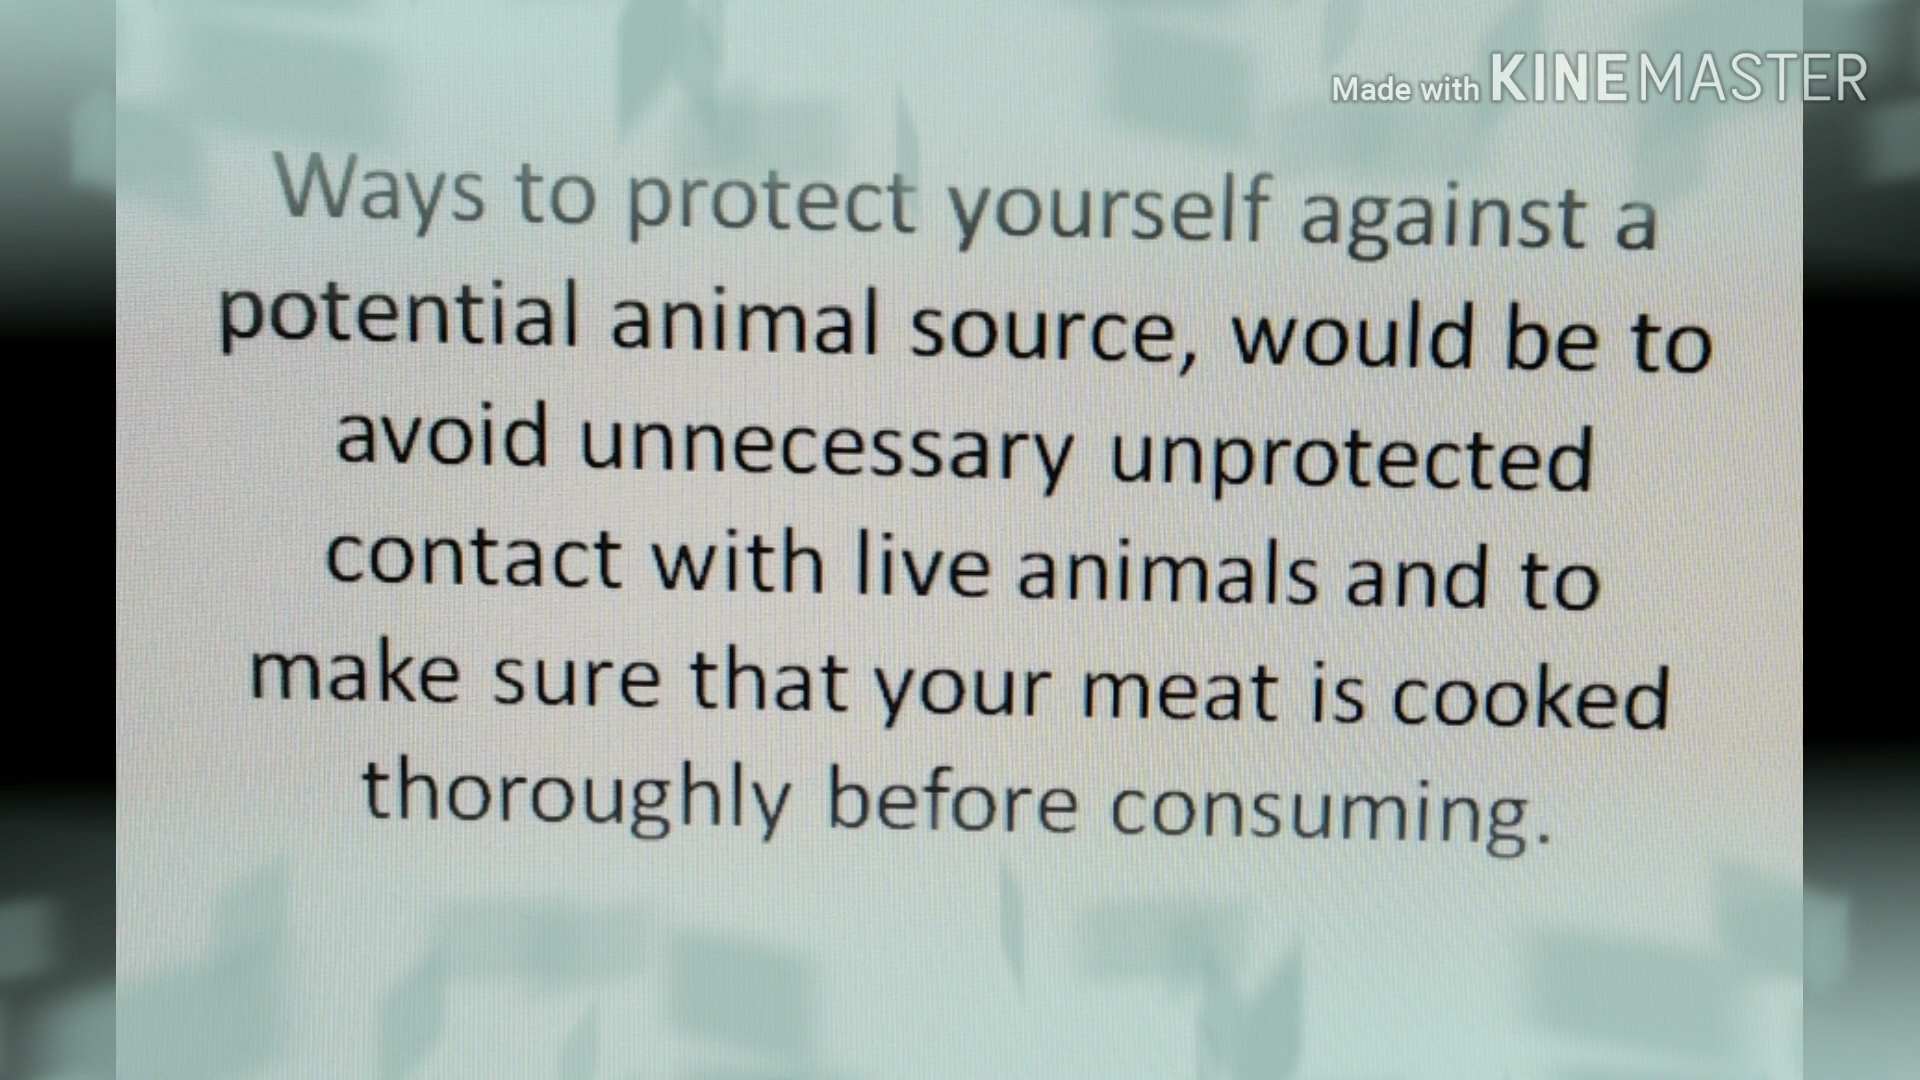 Made with KINEMASTER
Ways to protect yourself against a
potential animal source, would be to
avoid unnecessary unprotected
contact with live animals and to
make sure that your meat is cooked
thoroughly before consuming.